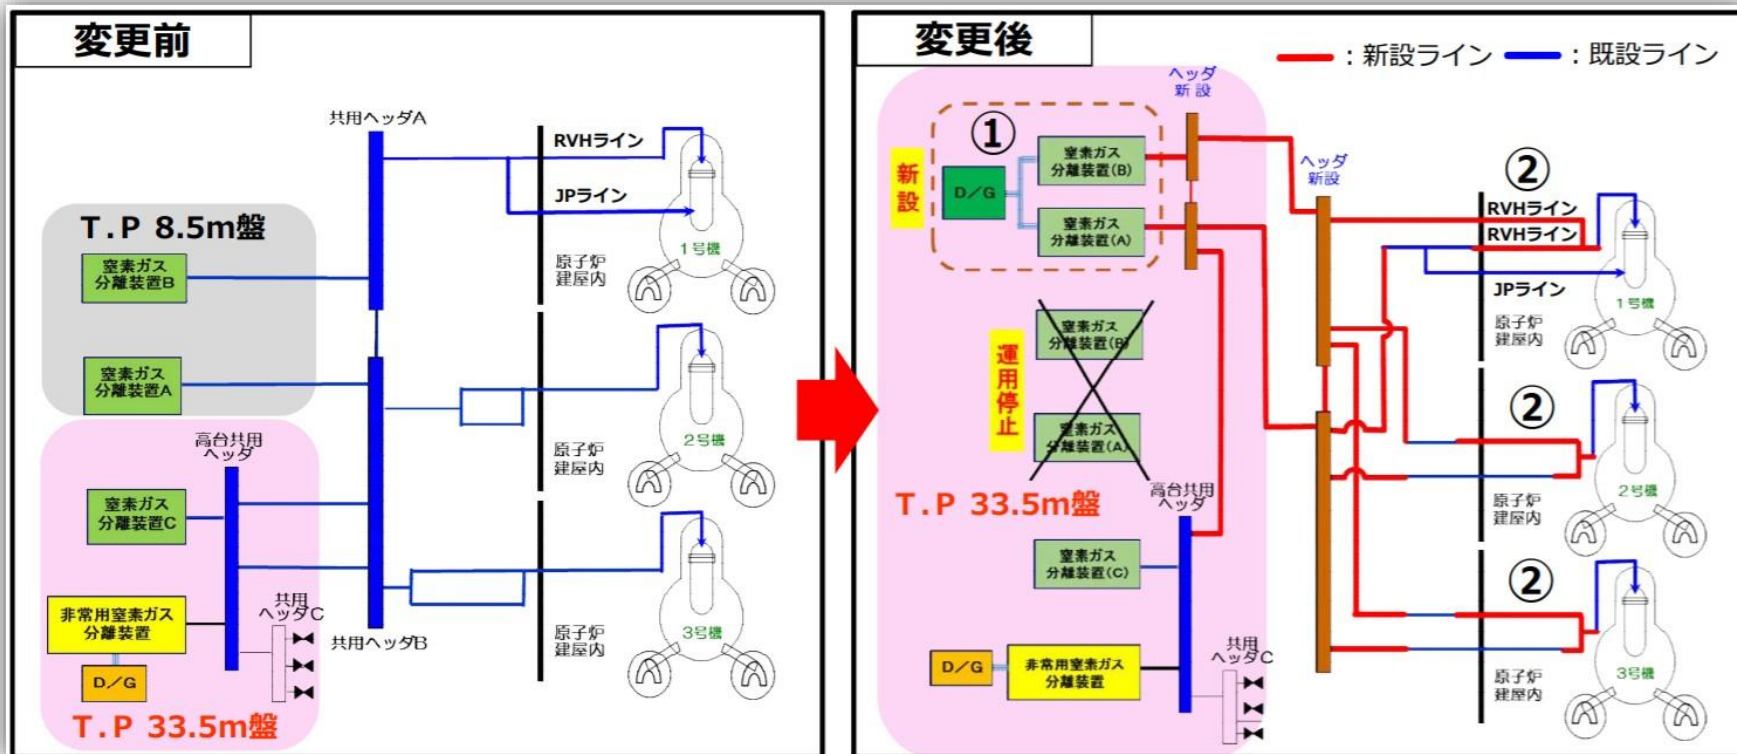 変更前
共用ヘッダA
RVHライン
JPライン
1号機
原子炉
建屋内
T.P 8.5m盤
窒素ガス
分離装置B
窒素ガス
分離装置A
2号機
原子炉
建屋内
高台共用
ヘッダ
窒素ガス
分離装置C
非常用窒素ガス
分離装置
共用
ヘッダC
D/G
T.P 33.5m盤
共用ヘッダB
3号機
原子炉
建屋内
変更後
:新設ライン
:既設ライン
ヘッダ
新設
①
新設
D/G
窒素ガス
分離装置(B)
窒素ガス
分離装置(A)
ヘッダ
新設
②
RVHライン
RVHライン
JPライン
1号機
原子炉
建屋内
運用停止
窒素ガス
分離装置(B)
窒素ガス
分離装置(A)
T.P 33.5m盤
②
2号機
原子炉
建屋内
高台共用
ヘッダ
窒素ガス
分離装置(C)
D/G
非常用窒素ガス
分離装置
共用
ヘッダC
②
3号機
原子炉
建屋内